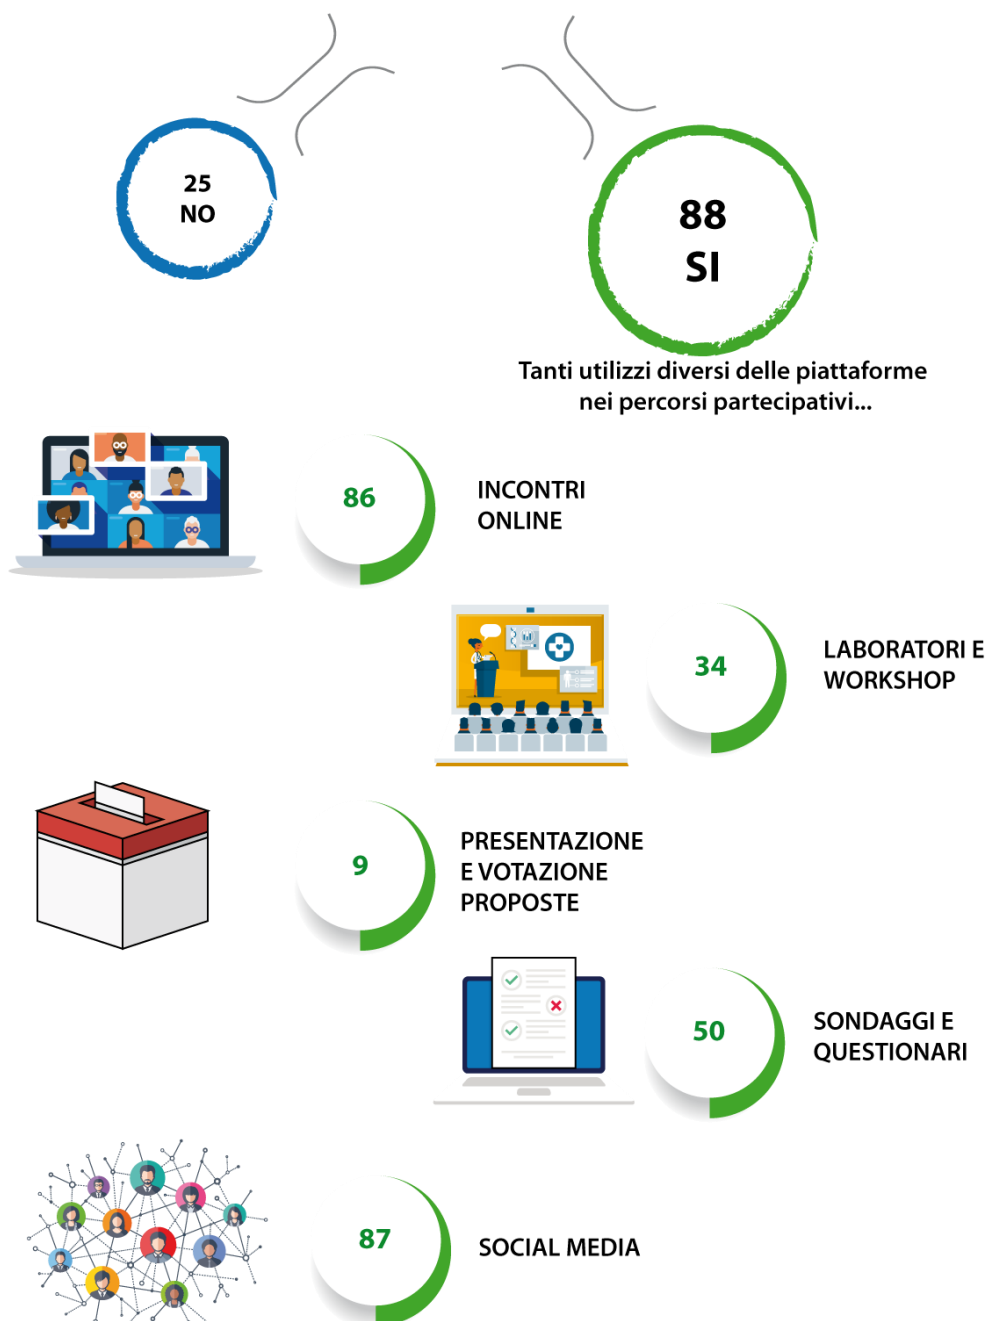 25
NO
88
SI
Tanti utilizzi diversi delle piattaforme
nei percorsi partecipativi...
86
INCONTRI
ONLINE
34
LABORATORI E
WORKSHOP
9
PRESENTAZIONE
E VOTAZIONE
PROPOSTE
50
SONDAGGI E
QUESTIONARI
87
SOCIAL MEDIA